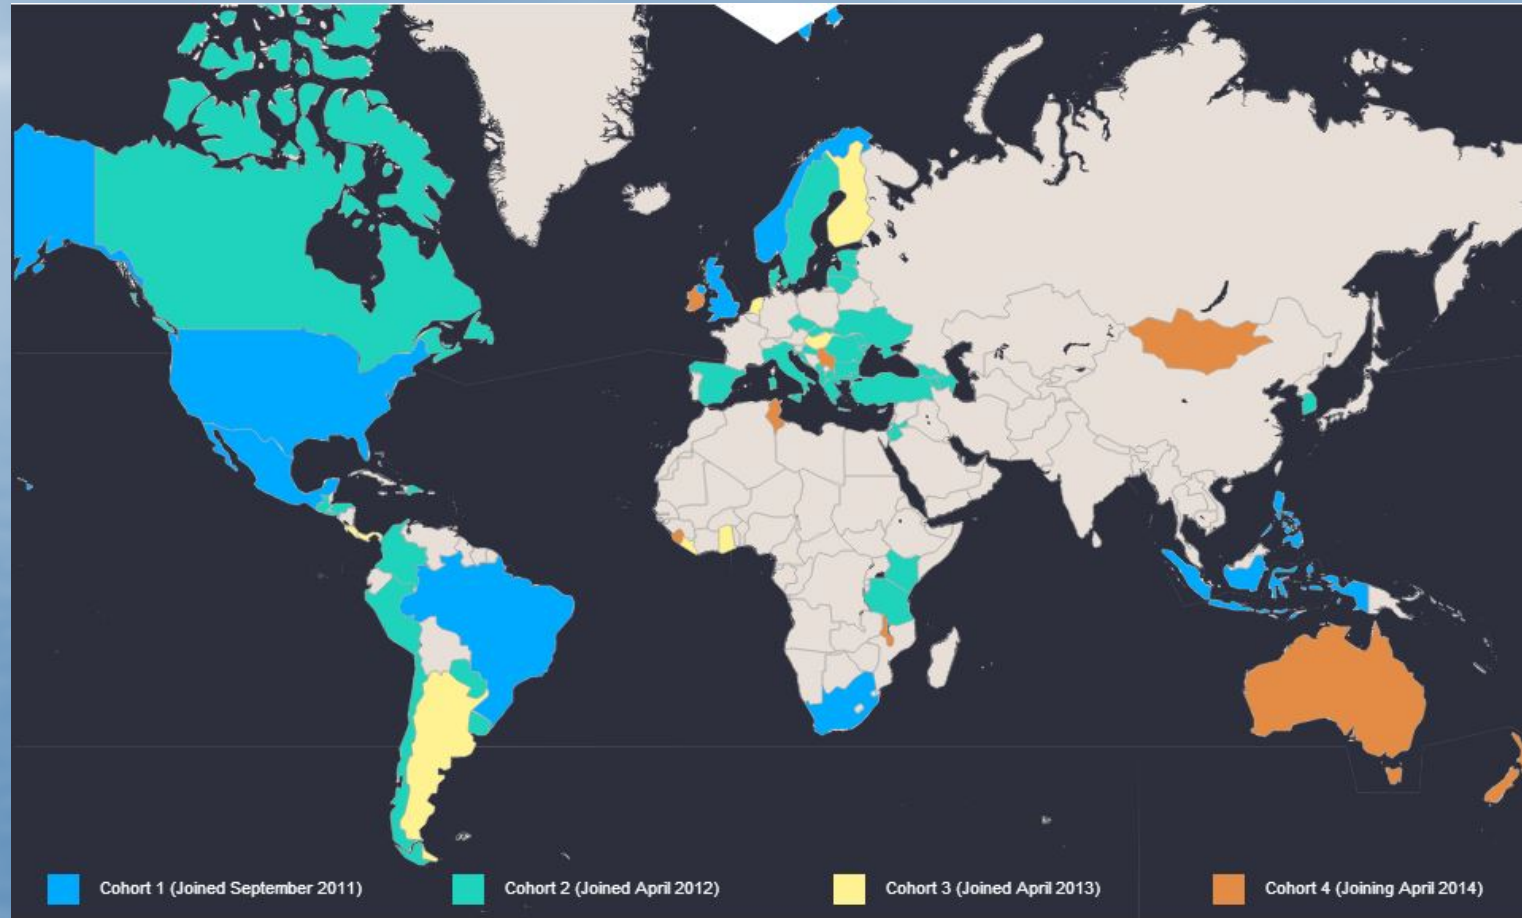 Cohort 1 (Joined September 2011)
Cohort 2 (Joined April 2012)
Cohort 3 (Joined April 2013)
Cohort 4 (Joining April 2014)